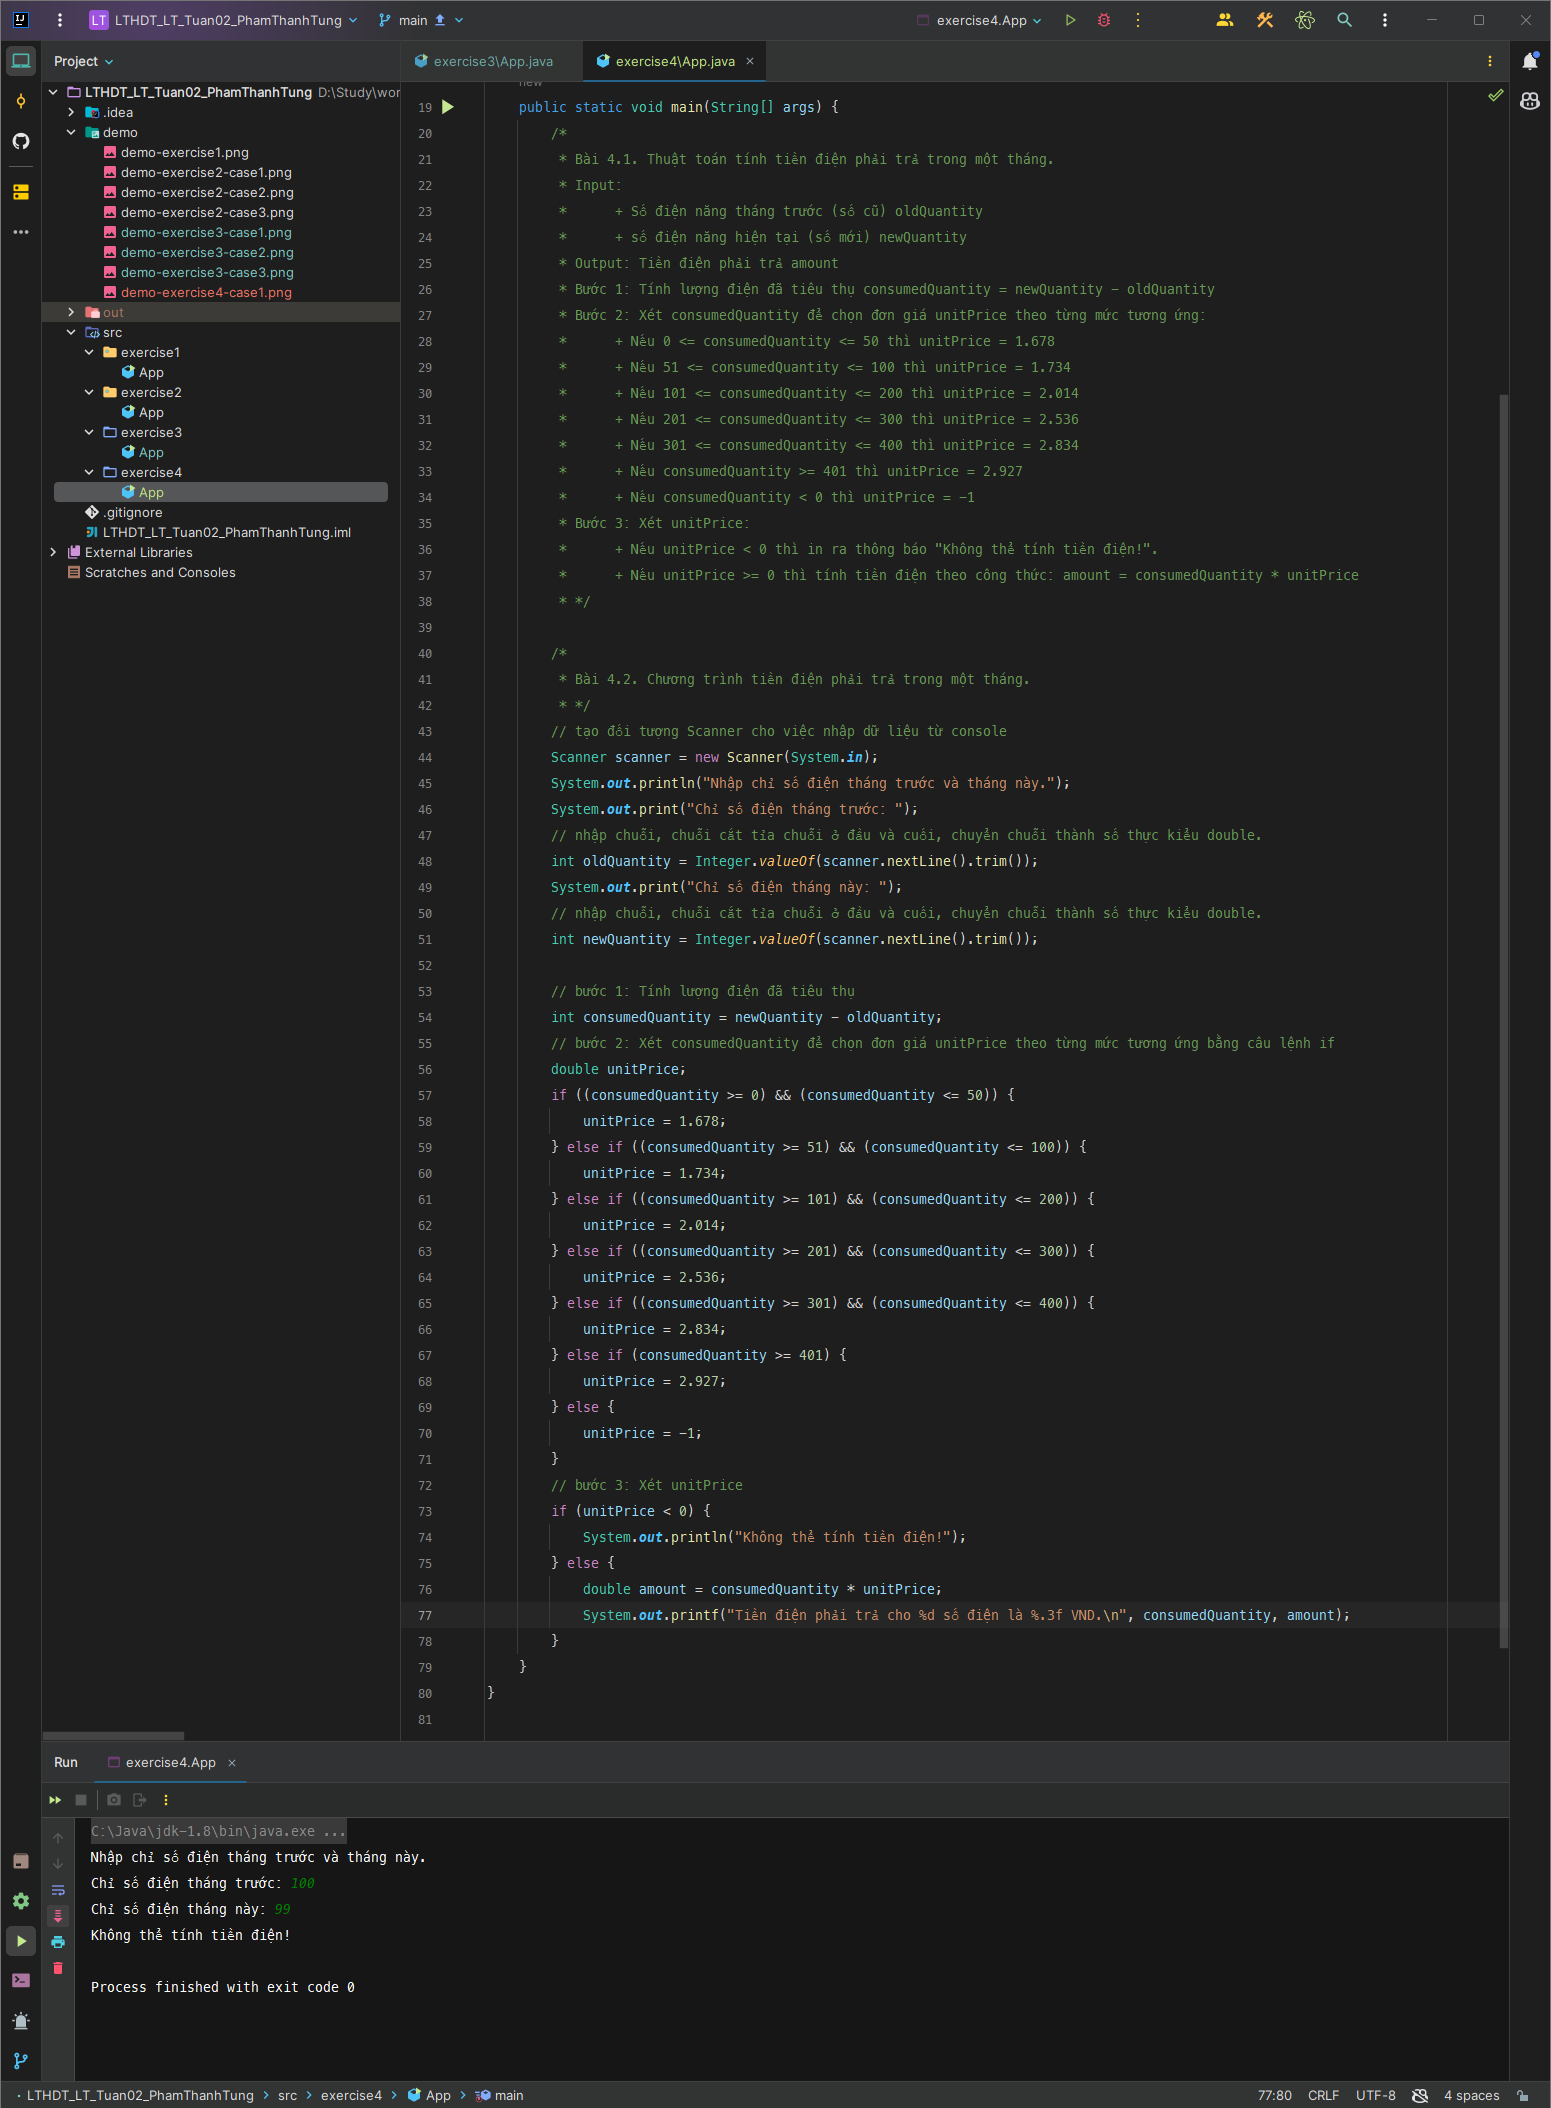 LT LTHDT_LT_Tuan02_PhamThanhTung main exercise4.App
Project
LTHDT_LT_Tuan02_PhamThanhTung D:\Study\wor
.idea
demo
demo-exercise1.png
demo-exercise2-case1.png
demo-exercise2-case2.png
demo-exercise2-case3.png
demo-exercise3-case1.png
demo-exercise3-case2.png
demo-exercise3-case3.png
demo-exercise4-case1.png
out
src
exercise1
App
exercise2
App
exercise3
App
exercise4
App
.gitignore
LTHDT_LT_Tuan02_PhamThanhTung.iml
External Libraries
Scratches and Consoles
exercise3\App.java exercise4\App.java
new
19 public static void main(String[] args) {
20 /*
21 * Bài 4.1. Thuật toán tính tiền điện phải trả trong một tháng.
22 * Input:
23 * + Số điện năng tháng trước (số cũ) oldQuantity
24 * + số điện năng hiện tại (số mới) newQuantity
25 * Output: Tiền điện phải trả amount
26 * Bước 1: Tính lượng điện đã tiêu thụ consumedQuantity = newQuantity - oldQuantity
27 * Bước 2: Xét consumedQuantity để chọn đơn giá unitPrice theo từng mức tương ứng:
28 * + Nếu 0 <= consumedQuantity <= 50 thì unitPrice = 1.678
29 * + Nếu 51 <= consumedQuantity <= 100 thì unitPrice = 1.734
30 * + Nếu 101 <= consumedQuantity <= 200 thì unitPrice = 2.014
31 * + Nếu 201 <= consumedQuantity <= 300 thì unitPrice = 2.536
32 * + Nếu 301 <= consumedQuantity <= 400 thì unitPrice = 2.834
33 * + Nếu consumedQuantity >= 401 thì unitPrice = 2.927
34 * + Nếu consumedQuantity < 0 thì unitPrice = -1
35 * Bước 3: Xét unitPrice:
36 * + Nếu unitPrice < 0 thì in ra thông báo "Không thể tính tiền điện!".
37 * + Nếu unitPrice >= 0 thì tính tiền điện theo công thức: amount = consumedQuantity * unitPrice
38 * */
39
40 /*
41 * Bài 4.2. Chương trình tiền điện phải trả trong một tháng.
42 * */
43 // tạo đối tượng Scanner cho việc nhập dữ liệu từ console
44 Scanner scanner = new Scanner(System.in);
45 System.out.println("Nhập chỉ số điện tháng trước và tháng này.");
46 System.out.print("Chỉ số điện tháng trước: ");
47 // nhập chuỗi, chuỗi cắt tỉa chuỗi ở đầu và cuối, chuyển chuỗi thành số thực kiểu double.
48 int oldQuantity = Integer.valueOf(scanner.nextLine().trim());
49 System.out.print("Chỉ số điện tháng này: ");
50 // nhập chuỗi, chuỗi cắt tỉa chuỗi ở đầu và cuối, chuyển chuỗi thành số thực kiểu double.
51 int newQuantity = Integer.valueOf(scanner.nextLine().trim());
52
53 // bước 1: Tính lượng điện đã tiêu thụ
54 int consumedQuantity = newQuantity - oldQuantity;
55 // bước 2: Xét consumedQuantity để chọn đơn giá unitPrice theo từng mức tương ứng bằng câu lệnh if
56 double unitPrice;
57 if ((consumedQuantity >= 0) && (consumedQuantity <= 50)) {
58 unitPrice = 1.678;
59 } else if ((consumedQuantity >= 51) && (consumedQuantity <= 100)) {
60 unitPrice = 1.734;
61 } else if ((consumedQuantity >= 101) && (consumedQuantity <= 200)) {
62 unitPrice = 2.014;
63 } else if ((consumedQuantity >= 201) && (consumedQuantity <= 300)) {
64 unitPrice = 2.536;
65 } else if ((consumedQuantity >= 301) && (consumedQuantity <= 400)) {
66 unitPrice = 2.834;
67 } else if (consumedQuantity >= 401) {
68 unitPrice = 2.927;
69 } else {
70 unitPrice = -1;
71 }
72 // bước 3: Xét unitPrice
73 if (unitPrice < 0) {
74 System.out.println("Không thể tính tiền điện!");
75 } else {
76 double amount = consumedQuantity * unitPrice;
77 System.out.printf("Tiền điện phải trả cho %d số điện là %.3f VND.\n", consumedQuantity, amount);
78 }
79 }
80 }
81
Run exercise4.App
C:\Java\jdk-1.8\bin\java.exe ...
Nhập chỉ số điện tháng trước và tháng này.
Chỉ số điện tháng trước: 100
Chỉ số điện tháng này: 99
Không thể tính tiền điện!
Process finished with exit code 0
LTHDT_LT_Tuan02_PhamThanhTung > src > exercise4 > App > main 77:80 CRLF UTF-8 4 spaces